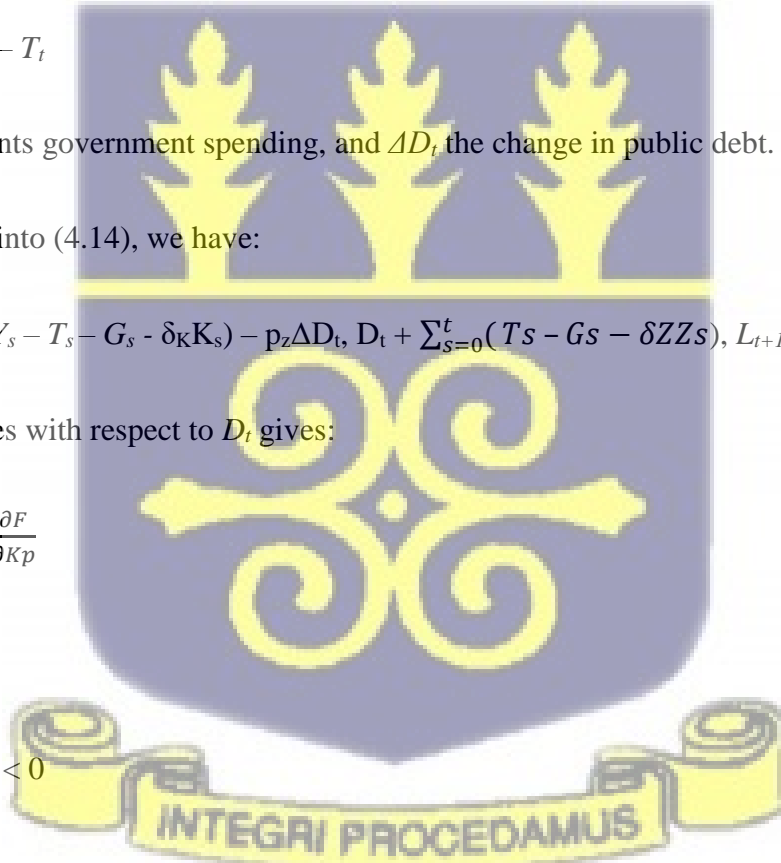 – T_t
nts government spending, and ΔD_t the change in public debt.
into (4.14), we have:
Y_s – T_s – G_s - δ_KK_s) – p_zΔD_t, D_t + ∑_{s=0}^{t}( Ts – Gs – δZZs), L_{t+1}
es with respect to D_t gives:
∂F
∂Kp
< 0
INTEGRI PROCEDAMUS